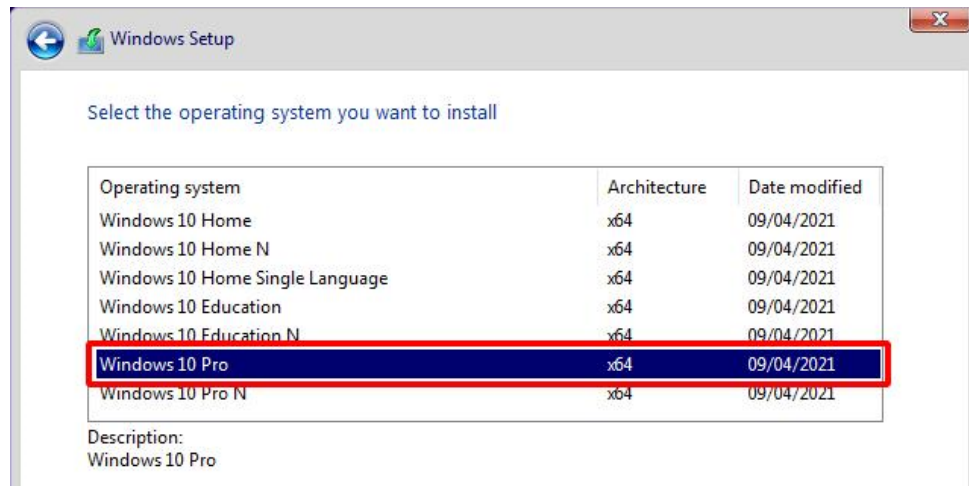 Windows Setup
Select the operating system you want to install
Operating system Architecture Date modified
Windows 10 Home x64 09/04/2021
Windows 10 Home N x64 09/04/2021
Windows 10 Home Single Language x64 09/04/2021
Windows 10 Education x64 09/04/2021
Windows 10 Education N x64 09/04/2021
Windows 10 Pro x64 09/04/2021
Windows 10 Pro N x64 09/04/2021
Description:
Windows 10 Pro